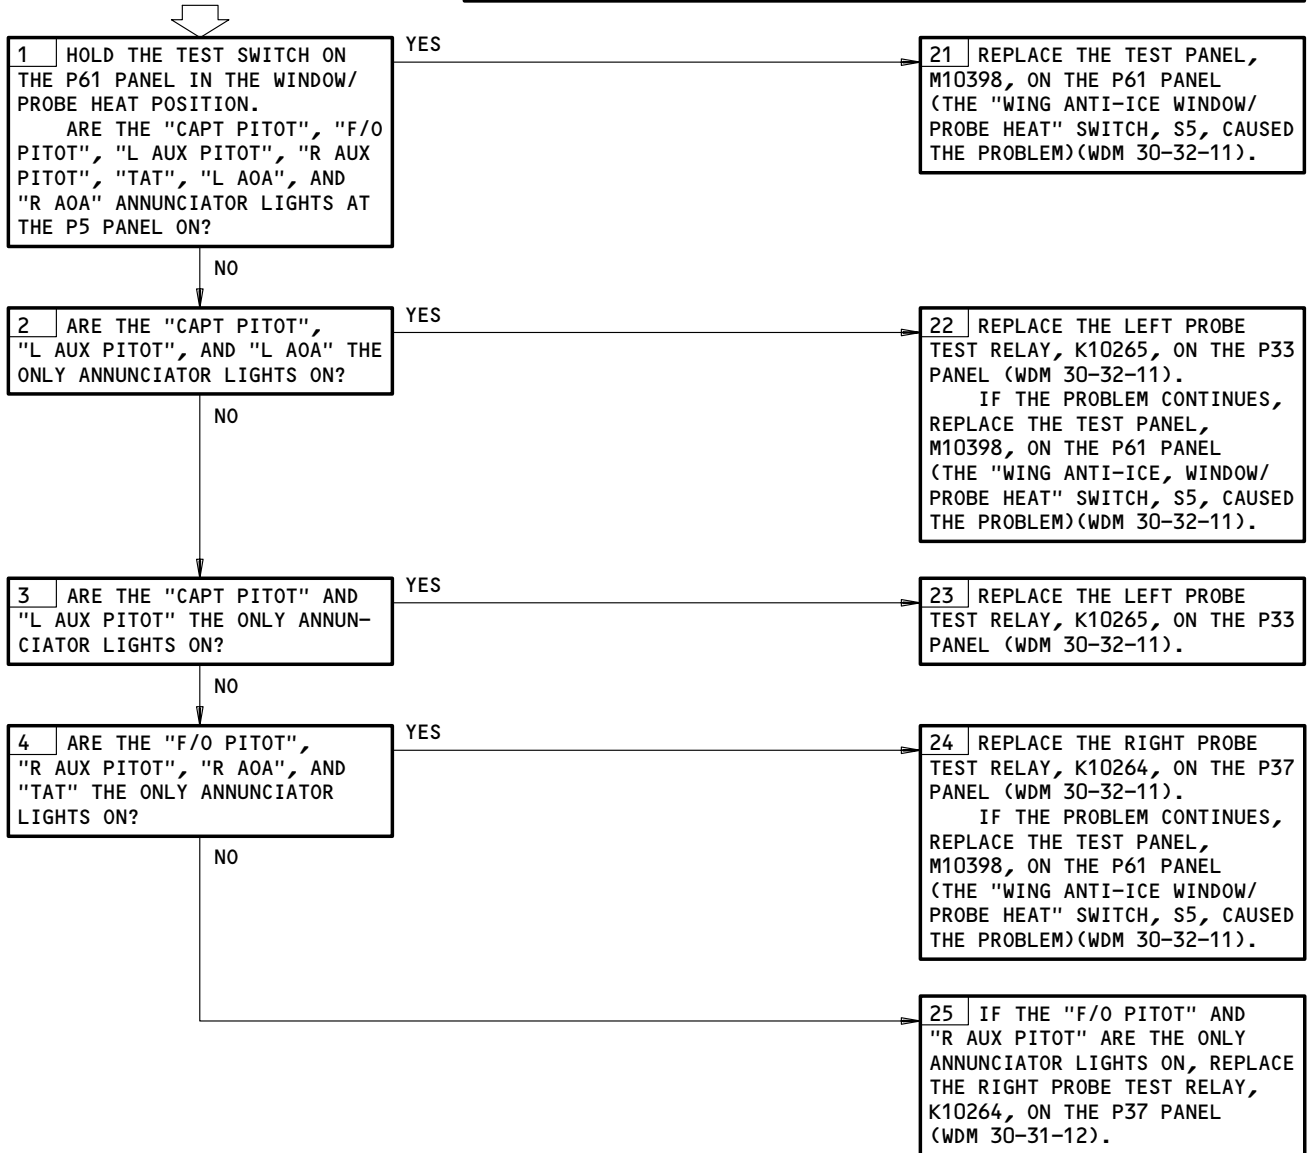 1 HOLD THE TEST SWITCH ON
THE P61 PANEL IN THE WINDOW/
PROBE HEAT POSITION.
ARE THE "CAPT PITOT", "F/O
PITOT", "L AUX PITOT", "R AUX
PITOT", "TAT", "L AOA", AND
"R AOA" ANNUNCIATOR LIGHTS AT
THE P5 PANEL ON?
YES
21 REPLACE THE TEST PANEL,
M10398, ON THE P61 PANEL
(THE "WING ANTI-ICE WINDOW/
PROBE HEAT" SWITCH, S5, CAUSED
THE PROBLEM)(WDM 30-32-11).
NO
2 ARE THE "CAPT PITOT",
"L AUX PITOT", AND "L AOA" THE
ONLY ANNUNCIATOR LIGHTS ON?
YES
22 REPLACE THE LEFT PROBE
TEST RELAY, K10265, ON THE P33
PANEL (WDM 30-32-11).
IF THE PROBLEM CONTINUES,
REPLACE THE TEST PANEL,
M10398, ON THE P61 PANEL
(THE "WING ANTI-ICE, WINDOW/
PROBE HEAT" SWITCH, S5, CAUSED
THE PROBLEM)(WDM 30-32-11).
NO
3 ARE THE "CAPT PITOT" AND
"L AUX PITOT" THE ONLY ANNUN-
CIATOR LIGHTS ON?
YES
23 REPLACE THE LEFT PROBE
TEST RELAY, K10265, ON THE P33
PANEL (WDM 30-32-11).
NO
4 ARE THE "F/O PITOT",
"R AUX PITOT", "R AOA", AND
"TAT" THE ONLY ANNUNCIATOR
LIGHTS ON?
YES
24 REPLACE THE RIGHT PROBE
TEST RELAY, K10264, ON THE P37
PANEL (WDM 30-32-11).
IF THE PROBLEM CONTINUES,
REPLACE THE TEST PANEL,
M10398, ON THE P61 PANEL
(THE "WING ANTI-ICE WINDOW/
PROBE HEAT" SWITCH, S5, CAUSED
THE PROBLEM)(WDM 30-32-11).
NO
25 IF THE "F/O PITOT" AND
"R AUX PITOT" ARE THE ONLY
ANNUNCIATOR LIGHTS ON, REPLACE
THE RIGHT PROBE TEST RELAY,
K10264, ON THE P37 PANEL
(WDM 30-31-12).